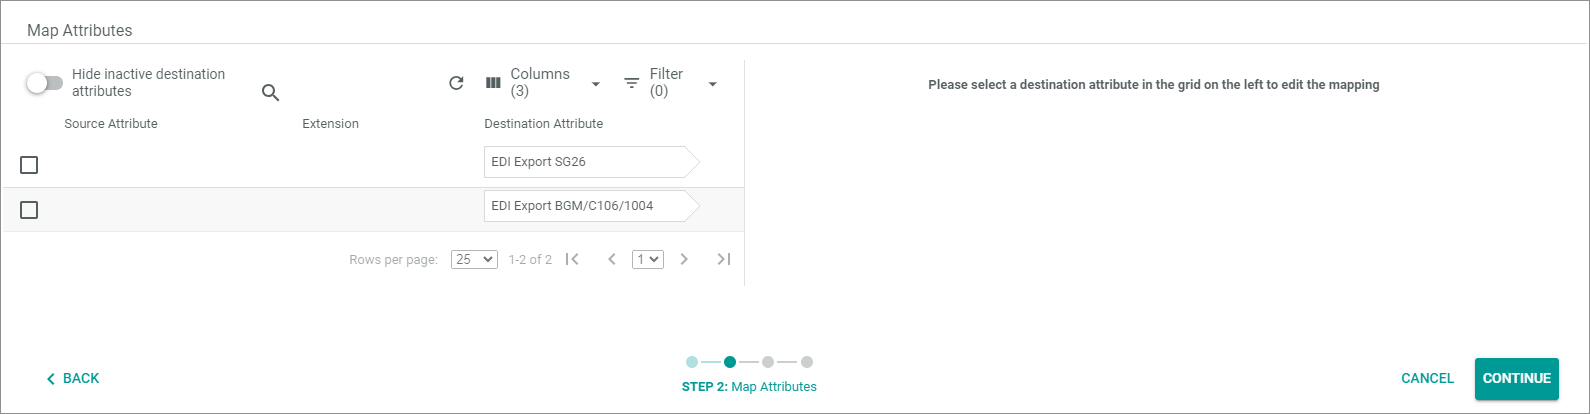 Map Attributes
Hide inactive destination
attributes
Columns
(3)
Filter
(0)
Please select a destination attribute in the grid on the left to edit the mapping
Source Attribute
Extension
Destination Attribute
EDI Export SG26
EDI Export BGM/C106/1004
Rows per page:
25
1-2 of 2
1
BACK
STEP 2: Map Attributes
CANCEL
CONTINUE